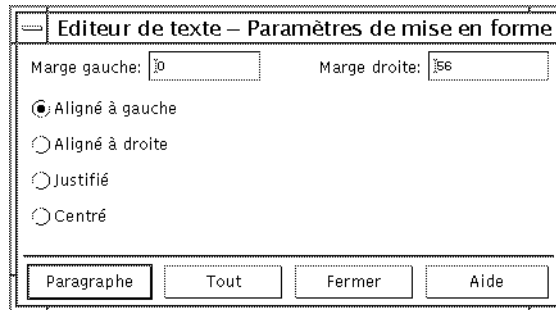 Editeur de texte – Paramètres de mise en forme
Marge gauche: 0 Marge droite: 56
Aligné à gauche
Aligné à droite
Justifié
Centré
Paragraphe Tout Fermer Aide